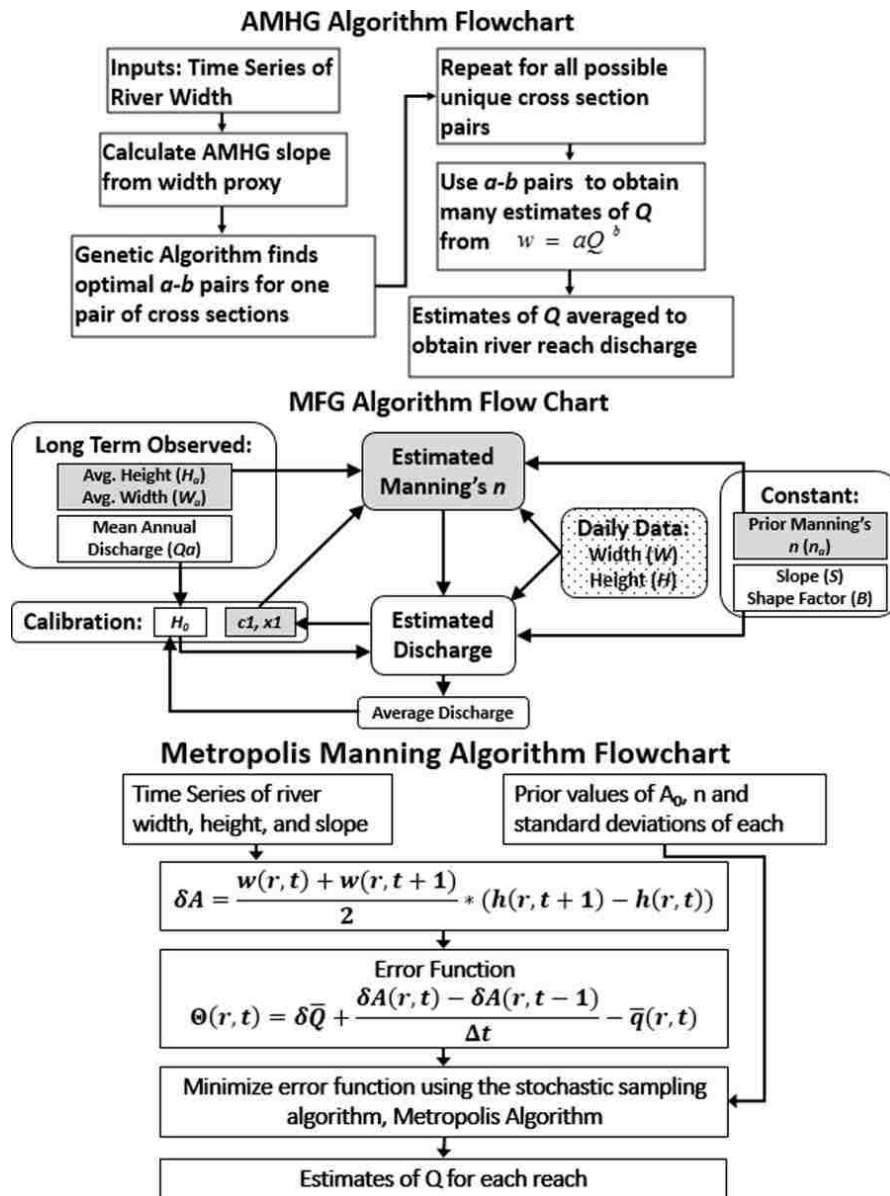 AMHG Algorithm Flowchart
Inputs: Time Series of
River Width
Calculate AMHG slope
from width proxy
Genetic Algorithm finds
optimal a-b pairs for one
pair of cross sections
Repeat for all possible
unique cross section
pairs
Use a-b pairs to obtain
many estimates of Q
from w = aQ^b
Estimates of Q averaged to
obtain river reach discharge
MFG Algorithm Flow Chart
Long Term Observed:
Avg. Height (Hₐ)
Avg. Width (Wₐ)
Mean Annual
Discharge (Qa)
Estimated
Manning's n
Daily Data:
Width (W)
Height (H)
Constant:
Prior Manning's
n (nₐ)
Slope (S)
Shape Factor (B)
Calibration: H₀ c1, x1
Estimated
Discharge
Average Discharge
Metropolis Manning Algorithm Flowchart
Time Series of river
width, height, and slope
Prior values of A₀, n and
standard deviations of each
δA = (w(r, t) + w(r, t + 1))/2 * (h(r, t + 1) − h(r, t))
Error Function
Θ(r, t) = δQ̅ + (δA(r, t) − δA(r, t − 1))/Δt − q̅(r, t)
Minimize error function using the stochastic sampling
algorithm, Metropolis Algorithm
Estimates of Q for each reach